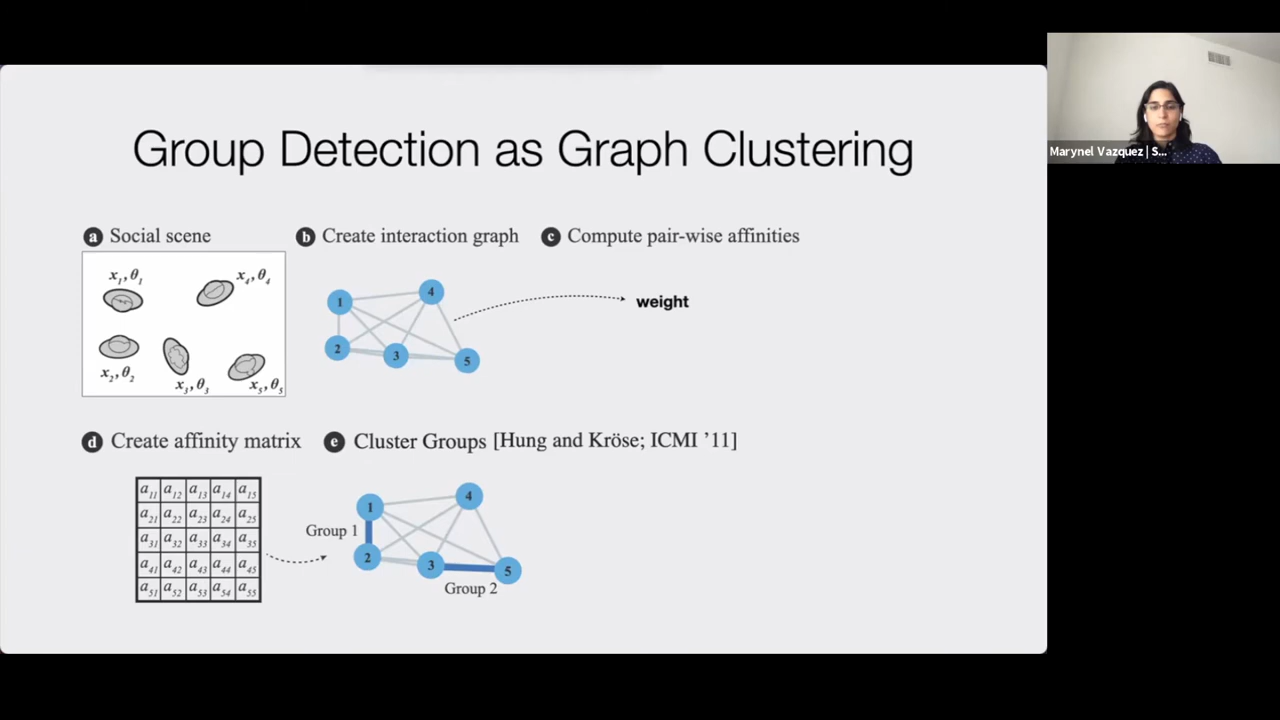 Group Detection as Graph Clustering
Marynel Vazquez | S...
a Social scene
b Create interaction graph
c Compute pair-wise affinities
x1, θ1
x4, θ4
x2, θ2
x3, θ3
x5, θ5
1
4
2
3
5
weight
d Create affinity matrix
e Cluster Groups [Hung and Kröse; ICMI ’11]
a11 a12 a13 a14 a15
a21 a22 a23 a24 a25
a31 a32 a33 a34 a35
a41 a42 a43 a44 a45
a51 a52 a53 a54 a55
1
4
Group 1
2
3
5
Group 2